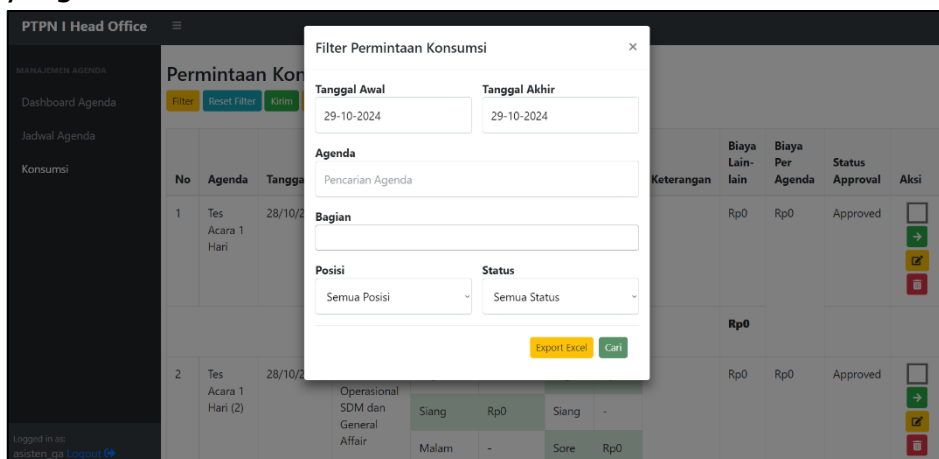 PTPN I Head Office
MANAJEMEN AGENDA
Dashboard Agenda
Jadwal Agenda
Konsumsi
Logged in as:
asisten_ga Logout
Permintaan Kon
Filter Reset Filter Kirim
Filter Permintaan Konsumsi ×
Tanggal Awal Tanggal Akhir
29-10-2024 29-10-2024
Agenda
Pencarian Agenda
Bagian
Posisi Status
Semua Posisi Semua Status
Export Excel Cari
No Agenda Tangga Keterangan Biaya Lain-lain Biaya Per Agenda Status Approval Aksi
1 Tes Acara 1 Hari 28/10/2 Rp0 Rp0 Approved
Rp0
2 Tes Acara 1 Hari (2) 28/10/2 Operasional SDM dan General Affair Rp0 Rp0 Approved
Siang Rp0 Siang -
Malam - Sore Rp0